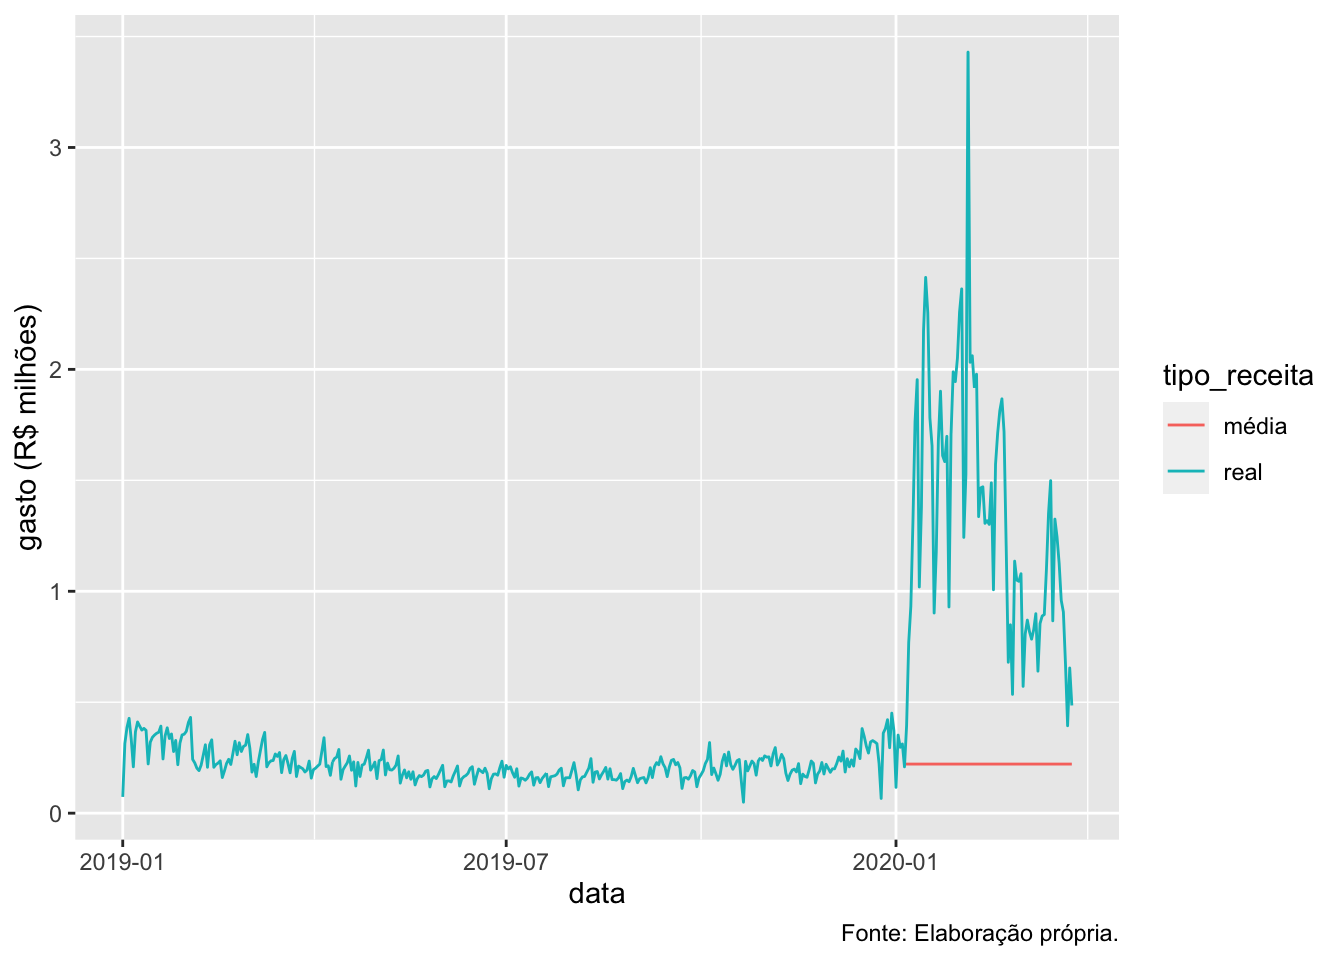 gasto (R$ milhões)
3
2
1
0
2019-01
2019-07
2020-01
data
tipo_receita
média
real
Fonte: Elaboração própria.